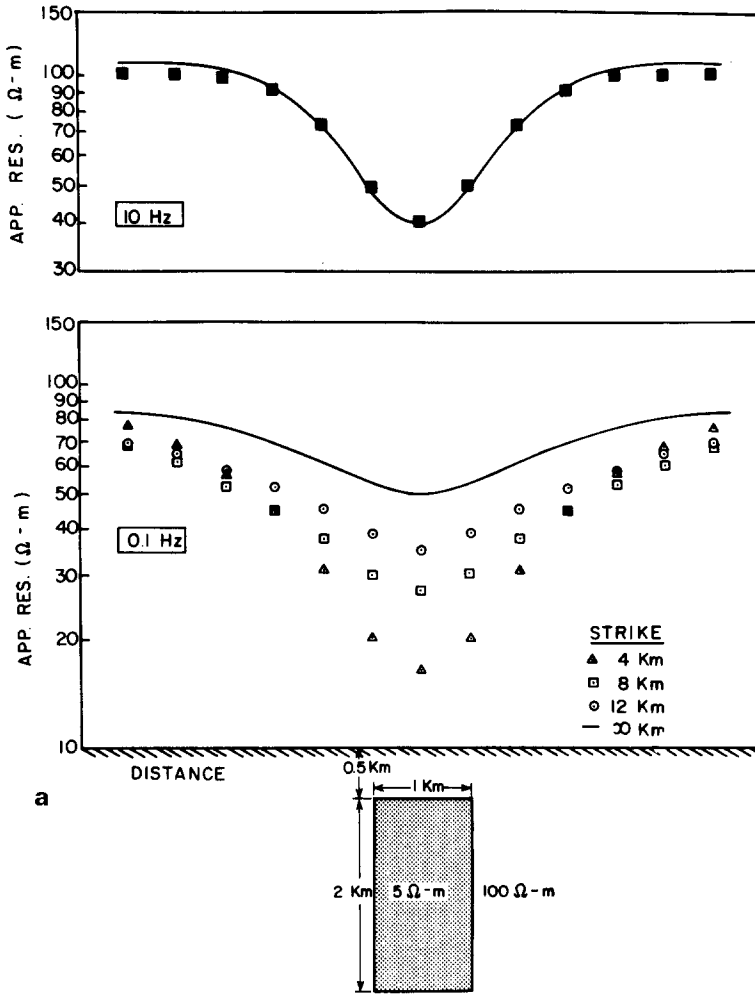 150
100
90
80
70
60
50
40
30
APP. RES. (Ω-m)
10 Hz
150
100
90
80
70
60
50
40
30
20
10
APP. RES. (Ω-m)
0.1 Hz
STRIKE
4 Km
8 Km
12 Km
∞ Km
DISTANCE
0.5 Km
a
1 Km
2 Km
5 Ω-m
100 Ω-m